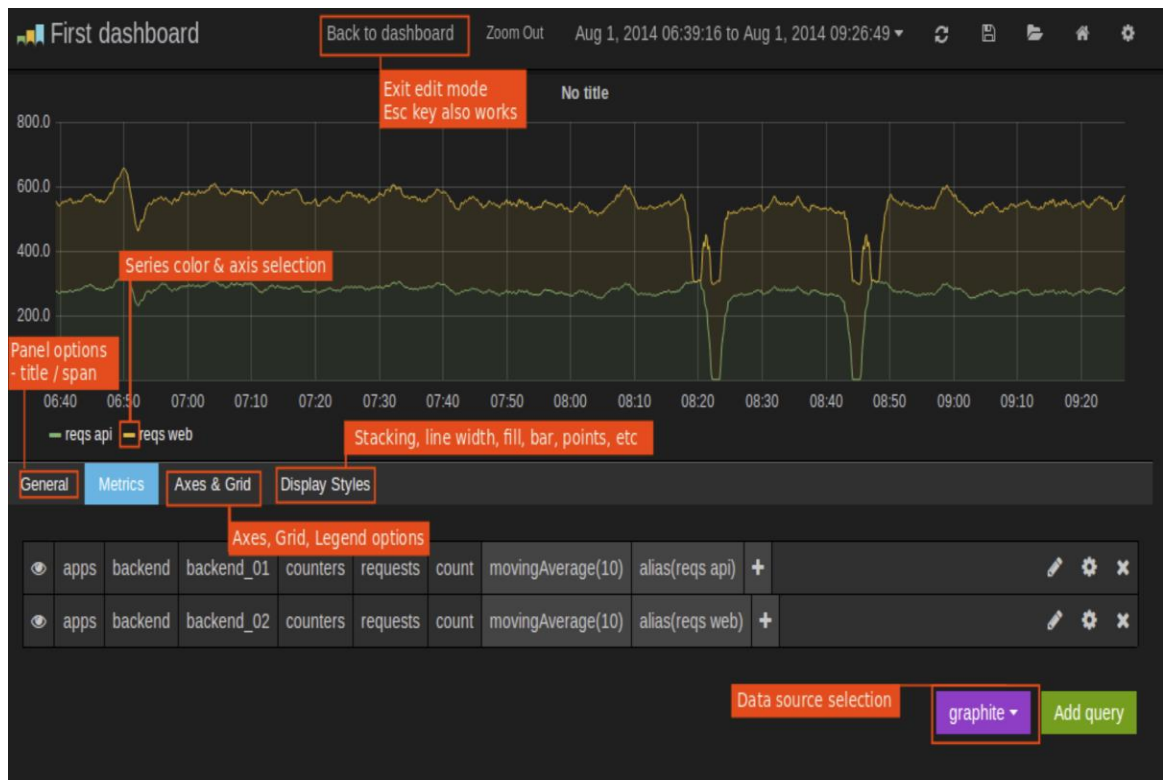 First dashboard Back to dashboard Zoom Out Aug 1, 2014 06:39:16 to Aug 1, 2014 09:26:49
Exit edit mode
Esc key also works
No title
800.0
600.0
400.0
Series color & axis selection
200.0
Panel options
- title / span
06:40 06:50 07:00 07:10 07:20 07:30 07:40 07:50 08:00 08:10 08:20 08:30 08:40 08:50 09:00 09:10 09:20
reqs api reqs web
Stacking, line width, fill, bar, points, etc
General Metrics Axes & Grid Display Styles
Axes, Grid, Legend options
apps backend backend_01 counters requests count movingAverage(10) alias(reqs api) +
apps backend backend_02 counters requests count movingAverage(10) alias(reqs web) +
Data source selection
graphite Add query